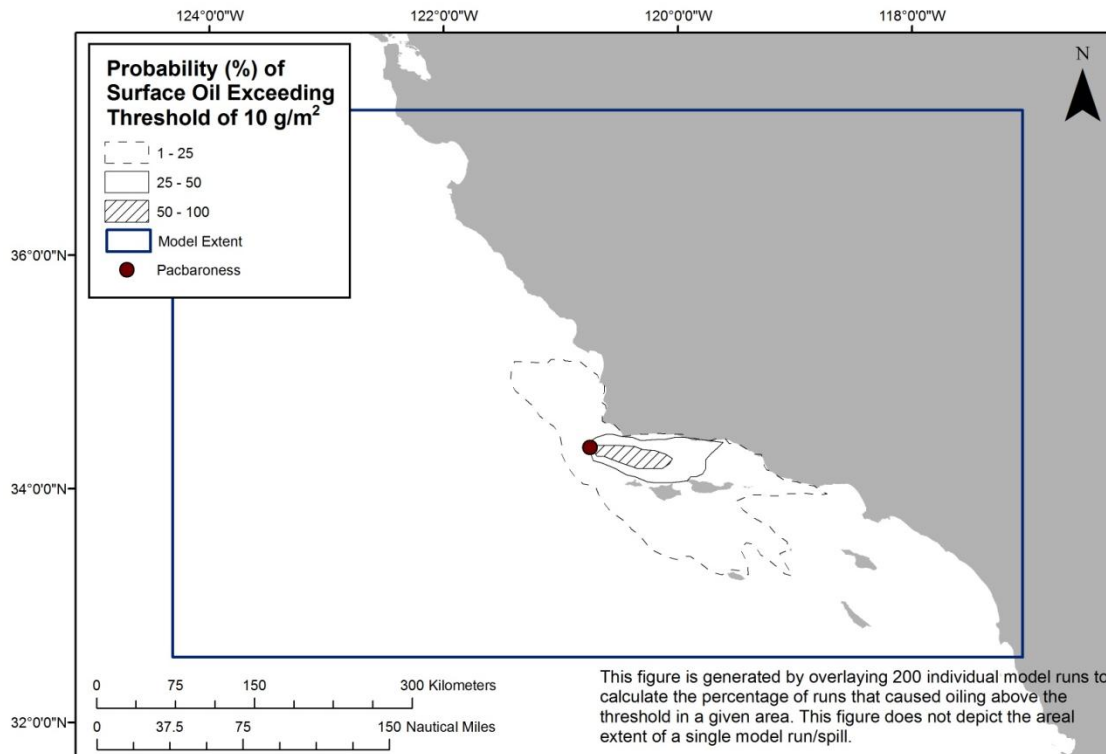 124°0'0"W
122°0'0"W
120°0'0"W
118°0'0"W
Probability (%) of
Surface Oil Exceeding
Threshold of 10 g/m²
1 - 25
25 - 50
50 - 100
Model Extent
Pacbaroness
N
36°0'0"N
34°0'0"N
32°0'0"N
0 75 150 300 Kilometers
0 37.5 75 150 Nautical Miles
This figure is generated by overlaying 200 individual model runs to
calculate the percentage of runs that caused oiling above the
threshold in a given area. This figure does not depict the areal
extent of a single model run/spill.